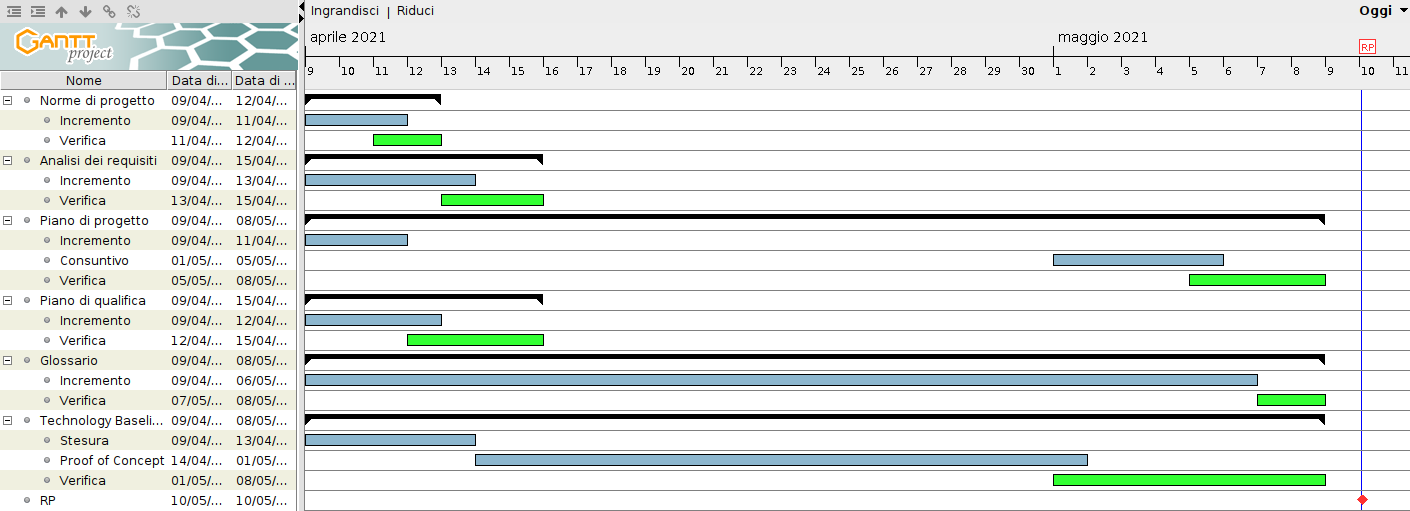 Ingrandisci | Riduci
Oggi
GANTT project
aprile 2021
maggio 2021
RP
Nome Data di... Data di ...
9 10 11 12 13 14 15 16 17 18 19 20 21 22 23 24 25 26 27 28 29 30 1 2 3 4 5 6 7 8 9 10 11
Norme di progetto 09/04/... 12/04/...
Incremento 09/04/... 11/04/...
Verifica 11/04/... 12/04/...
Analisi dei requisiti 09/04/... 15/04/...
Incremento 09/04/... 13/04/...
Verifica 13/04/... 15/04/...
Piano di progetto 09/04/... 08/05/...
Incremento 09/04/... 11/04/...
Consuntivo 01/05/... 05/05/...
Verifica 05/05/... 08/05/...
Piano di qualifica 09/04/... 15/04/...
Incremento 09/04/... 12/04/...
Verifica 12/04/... 15/04/...
Glossario 09/04/... 08/05/...
Incremento 09/04/... 06/05/...
Verifica 07/05/... 08/05/...
Technology Baseli... 09/04/... 08/05/...
Stesura 09/04/... 13/04/...
Proof of Concept 14/04/... 01/05/...
Verifica 01/05/... 08/05/...
RP 10/05/... 10/05/...